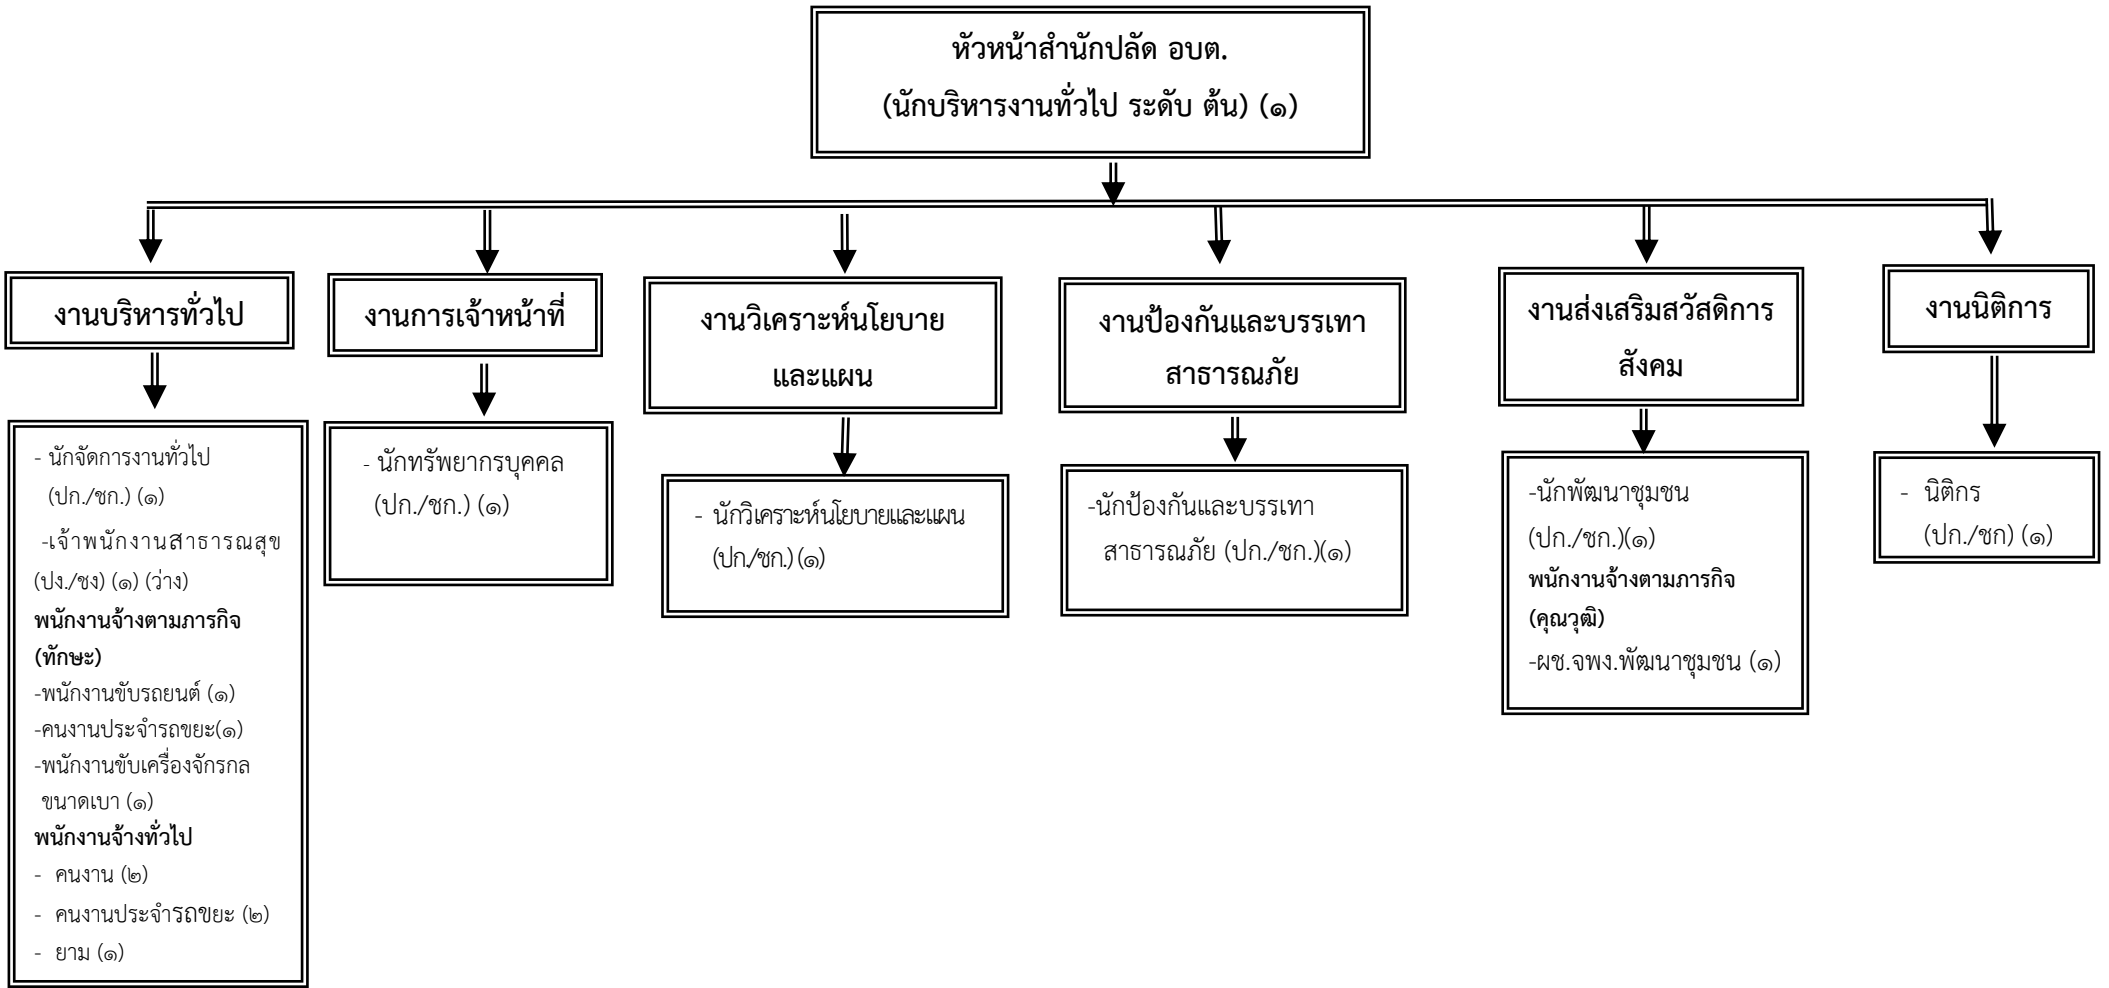 หัวหน้าสำนักปลัด อบต.
(นักบริหารงานทั่วไป ระดับ ต้น) (๑)
งานบริหารทั่วไป
- นักจัดการงานทั่วไป
(ปก./ชก.) (๑)
-เจ้าพนักงานสาธารณสุข
(ปง./ชง) (๑) (ว่าง)
พนักงานจ้างตามภารกิจ
(ทักษะ)
-พนักงานขับรถยนต์ (๑)
-คนงานประจำรถขยะ(๑)
-พนักงานขับเครื่องจักรกล
ขนาดเบา (๑)
พนักงานจ้างทั่วไป
- คนงาน (๒)
- คนงานประจำรถขยะ (๒)
- ยาม (๑)
งานการเจ้าหน้าที่
- นักทรัพยากรบุคคล
(ปก./ชก.) (๑)
งานวิเคราะห์นโยบาย
และแผน
- นักวิเคราะห์นโยบายและแผน
(ปก./ชก.) (๑)
งานป้องกันและบรรเทา
สาธารณภัย
-นักป้องกันและบรรเทา
สาธารณภัย (ปก./ชก.)(๑)
งานส่งเสริมสวัสดิการ
สังคม
-นักพัฒนาชุมชน
(ปก./ชก.)(๑)
พนักงานจ้างตามภารกิจ
(คุณวุฒิ)
-ผช.จพง.พัฒนาชุมชน (๑)
งานนิติการ
- นิติกร
(ปก./ชก) (๑)